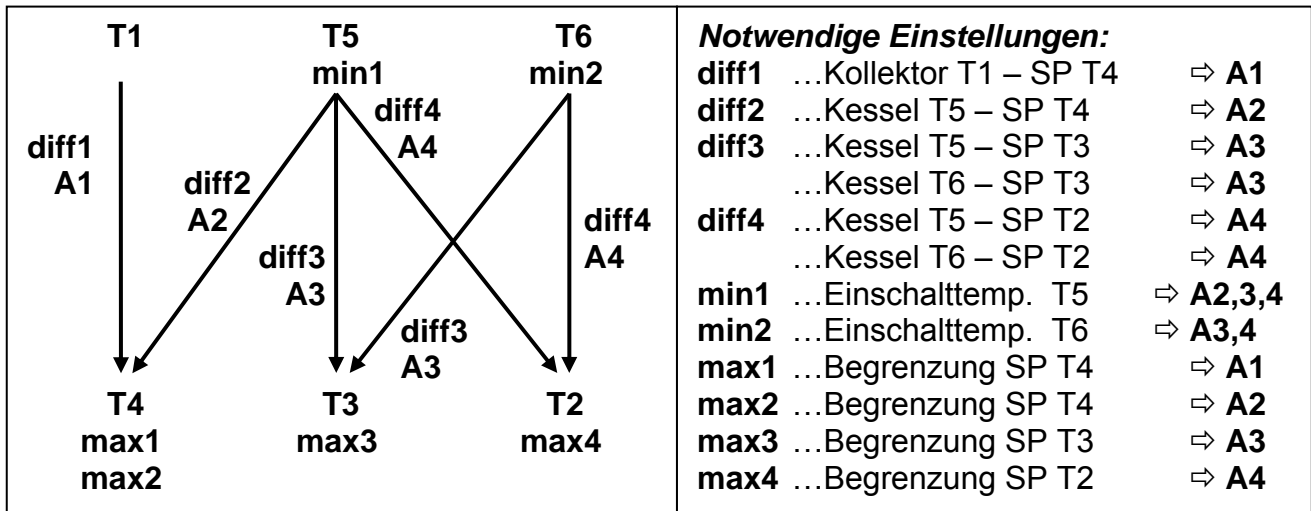 T1 T5 T6
min1 min2
diff4
A4
diff1
A1
diff2
A2
diff4
A4
diff3
A3
diff3
A3
T4 T3 T2
max1 max3 max4
max2
Notwendige Einstellungen:
diff1 …Kollektor T1 – SP T4 ⇨ A1
diff2 …Kessel T5 – SP T4 ⇨ A2
diff3 …Kessel T5 – SP T3 ⇨ A3
…Kessel T6 – SP T3 ⇨ A3
diff4 …Kessel T5 – SP T2 ⇨ A4
…Kessel T6 – SP T2 ⇨ A4
min1 …Einschalttemp. T5 ⇨ A2,3,4
min2 …Einschalttemp. T6 ⇨ A3,4
max1 …Begrenzung SP T4 ⇨ A1
max2 …Begrenzung SP T4 ⇨ A2
max3 …Begrenzung SP T3 ⇨ A3
max4 …Begrenzung SP T2 ⇨ A4